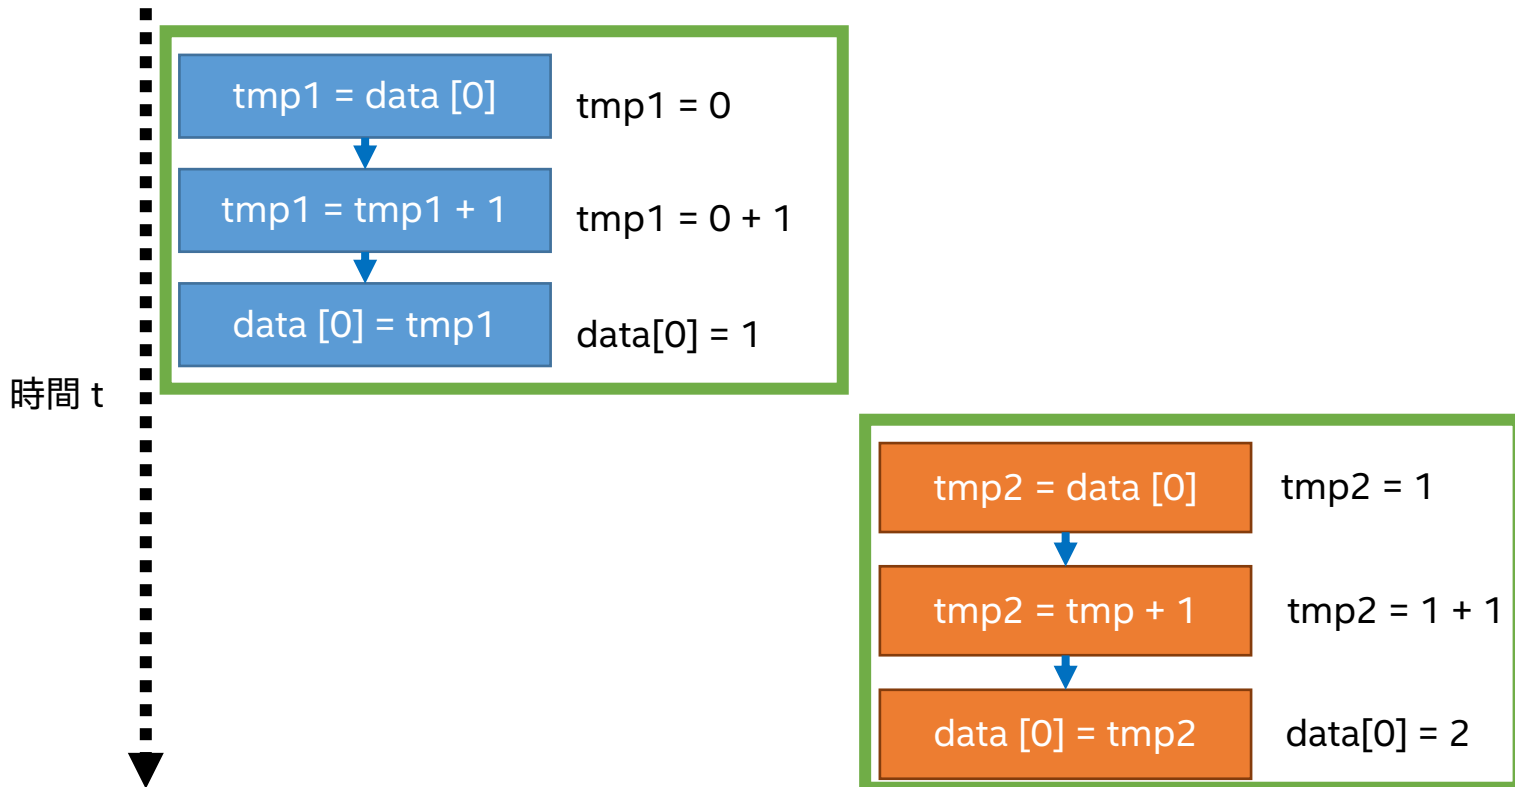 tmp1 = data [0]
tmp1 = 0
tmp1 = tmp1 + 1
tmp1 = 0 + 1
data [0] = tmp1
data[0] = 1
時間 t
tmp2 = data [0]
tmp2 = 1
tmp2 = tmp + 1
tmp2 = 1 + 1
data [0] = tmp2
data[0] = 2